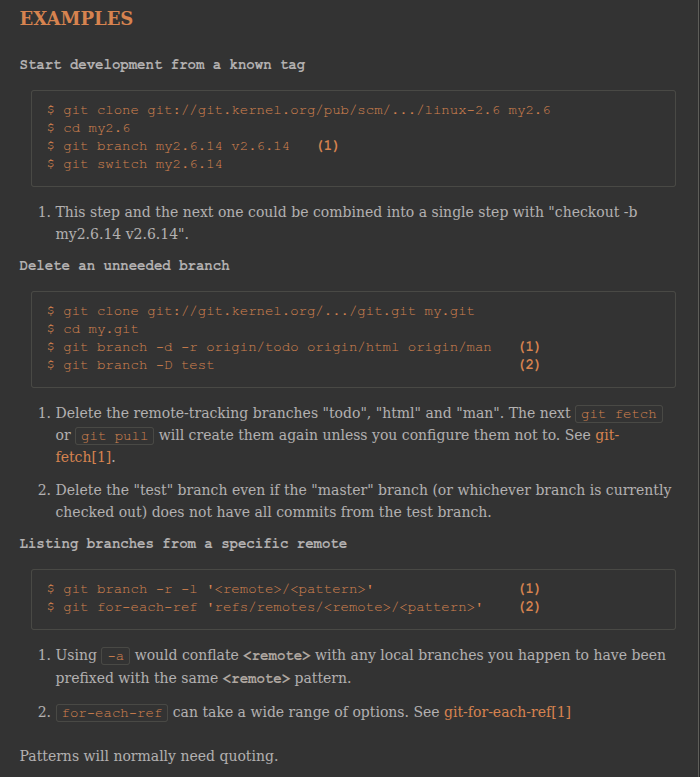 EXAMPLES
Start development from a known tag
$ git clone git://git.kernel.org/pub/scm/.../linux-2.6 my2.6
$ cd my2.6
$ git branch my2.6.14 v2.6.14 (1)
$ git switch my2.6.14
1. This step and the next one could be combined into a single step with "checkout -b
my2.6.14 v2.6.14".
Delete an unneeded branch
$ git clone git://git.kernel.org/.../git.git my.git
$ cd my.git
$ git branch -d -r origin/todo origin/html origin/man (1)
$ git branch -D test (2)
1. Delete the remote-tracking branches "todo", "html" and "man". The next git fetch
or git pull will create them again unless you configure them not to. See git-
fetch[1].
2. Delete the "test" branch even if the "master" branch (or whichever branch is currently
checked out) does not have all commits from the test branch.
Listing branches from a specific remote
$ git branch -r -l '<remote>/<pattern>' (1)
$ git for-each-ref 'refs/remotes/<remote>/<pattern>' (2)
1. Using -a would conflate <remote> with any local branches you happen to have been
prefixed with the same <remote> pattern.
2. for-each-ref can take a wide range of options. See git-for-each-ref[1]
Patterns will normally need quoting.